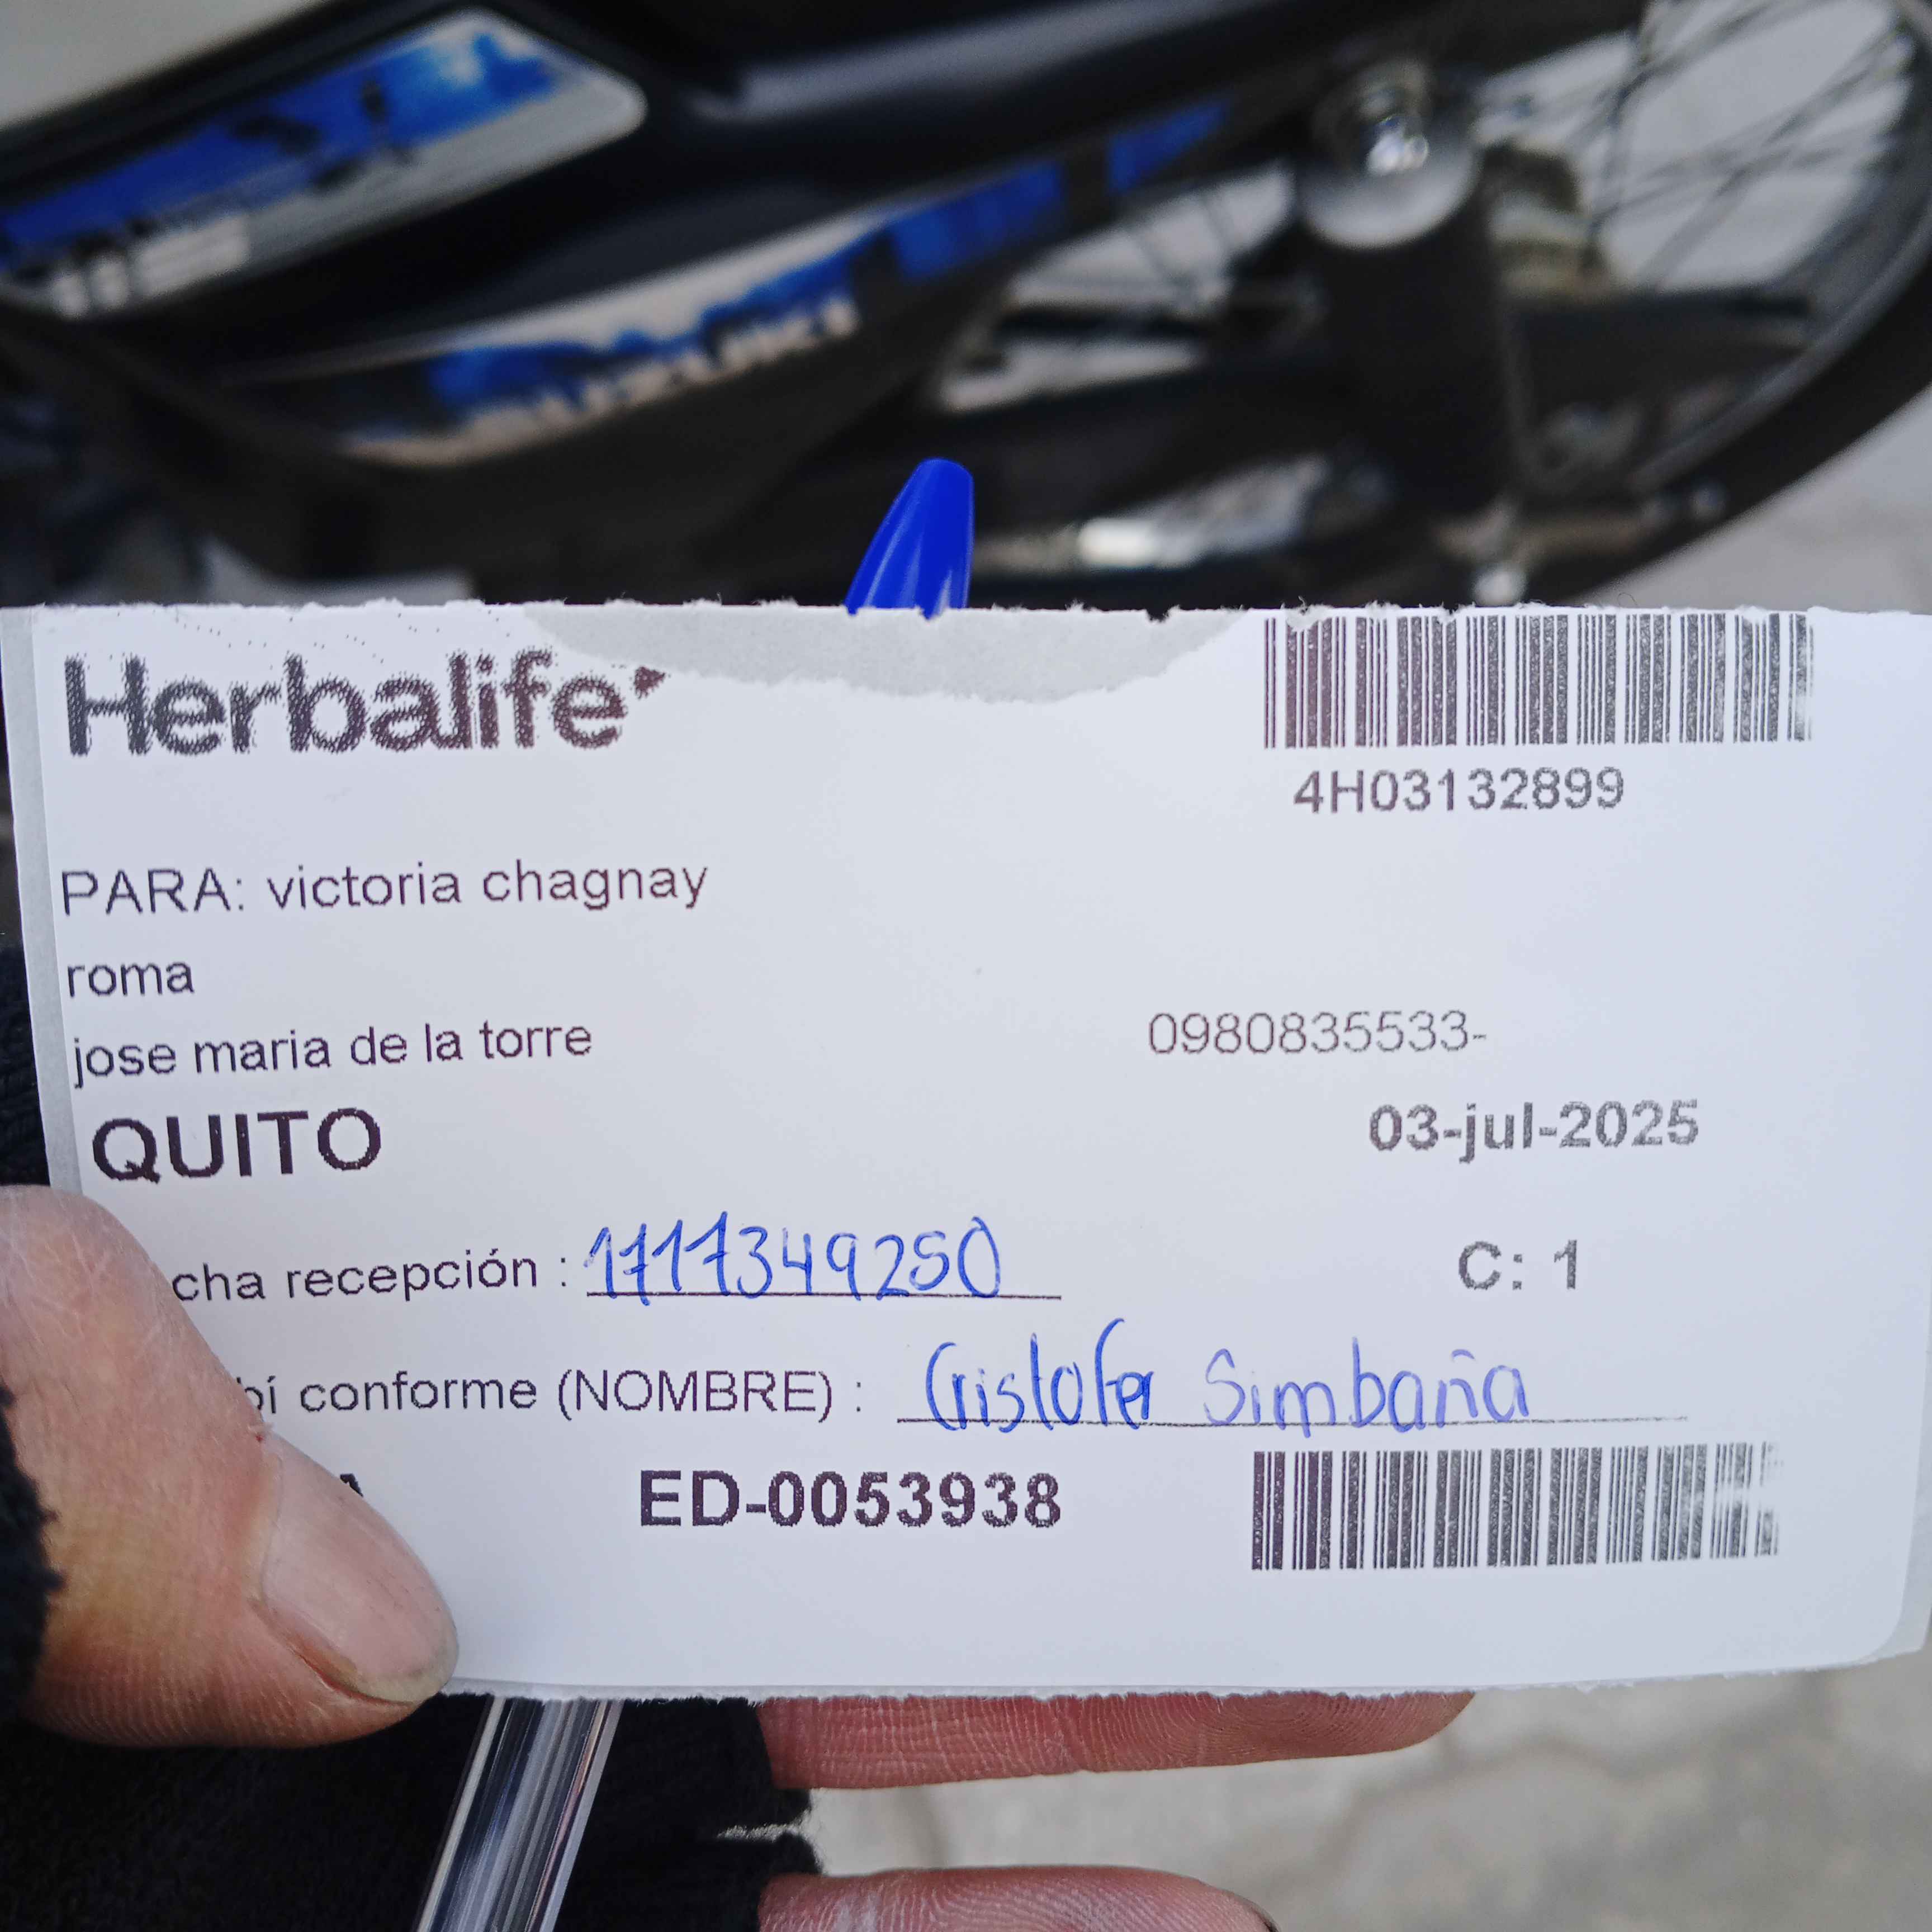 SUZUKI
Herbalife
4H03132899
PARA: victoria chagnay
roma
jose maria de la torre 0980835533-
QUITO 03-jul-2025
cha recepción : 1717349250 C: 1
bí conforme (NOMBRE) : Cristofer Simbaña
ED-0053938